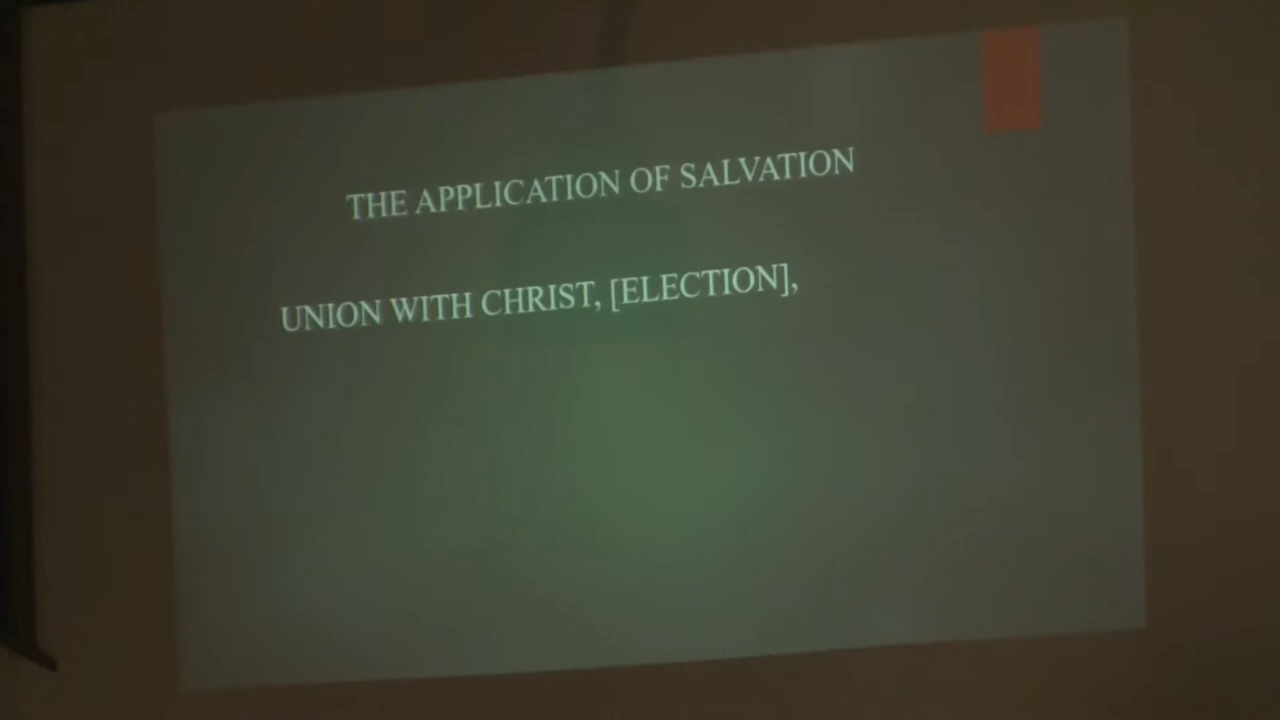 THE APPLICATION OF SALVATION
UNION WITH CHRIST, [ELECTION],